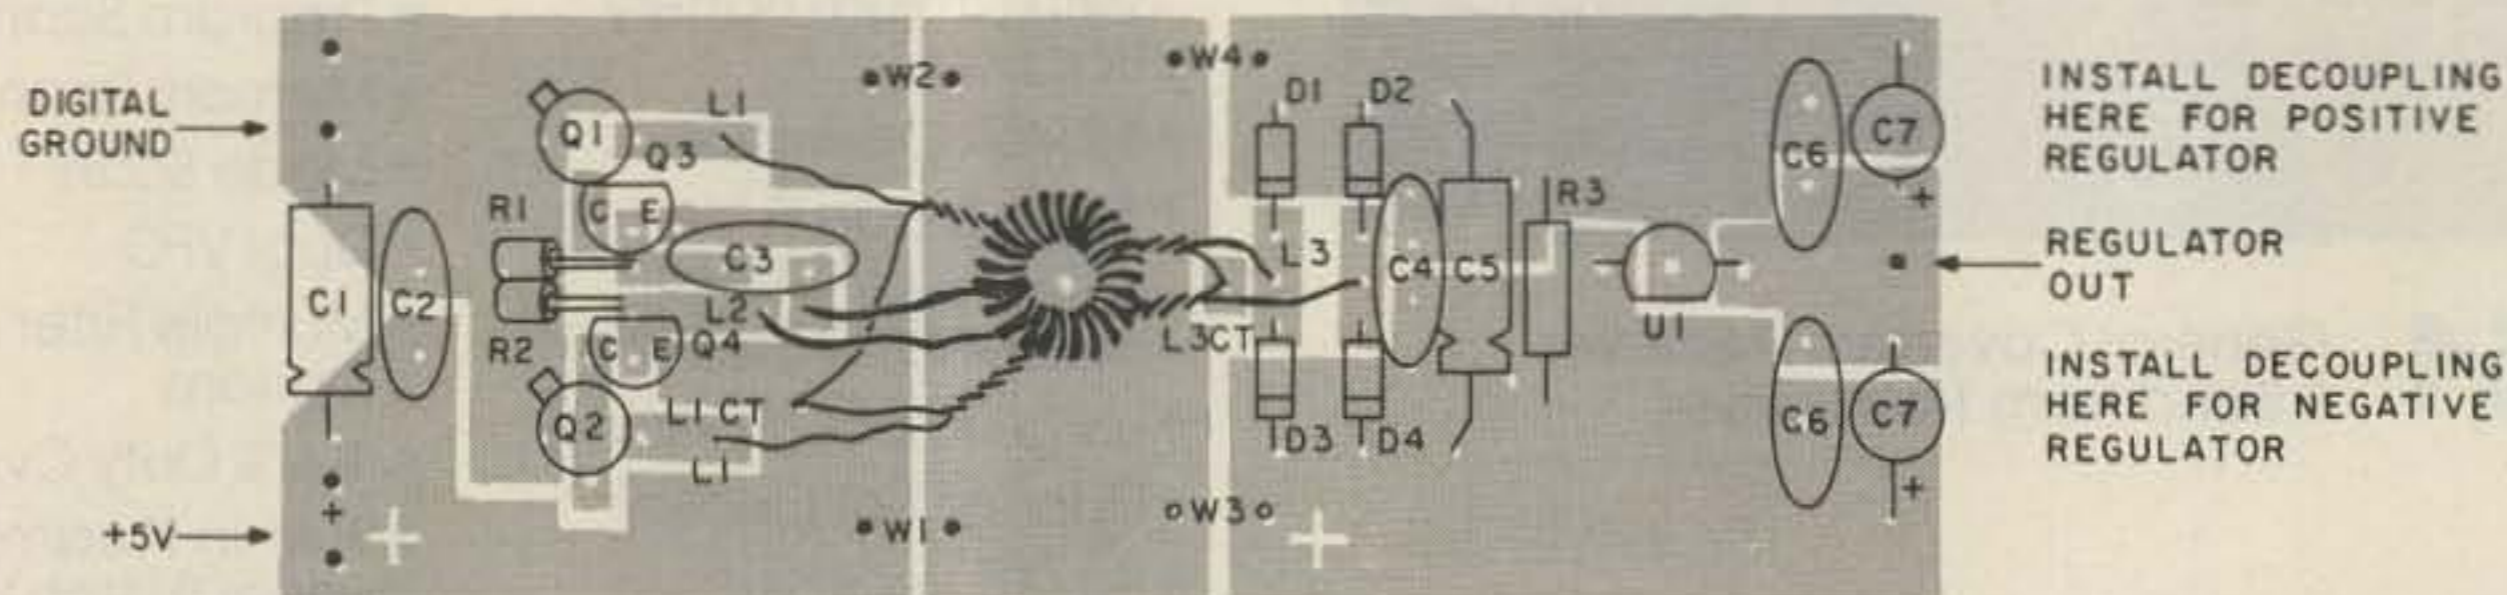 DIGITAL
GROUND
+5V
+
C1
C2
R1
R2
Q1
Q3
C E
C3
L1
L2
C E
Q4
Q2
L1 CT
L1
W2
W1
W4
W3
L3
L3CT
D1
D2
D3
D4
C4
C5
R3
U1
C6
C7
+
C6
C7
+
INSTALL DECOUPLING
HERE FOR POSITIVE
REGULATOR
REGULATOR
OUT
INSTALL DECOUPLING
HERE FOR NEGATIVE
REGULATOR